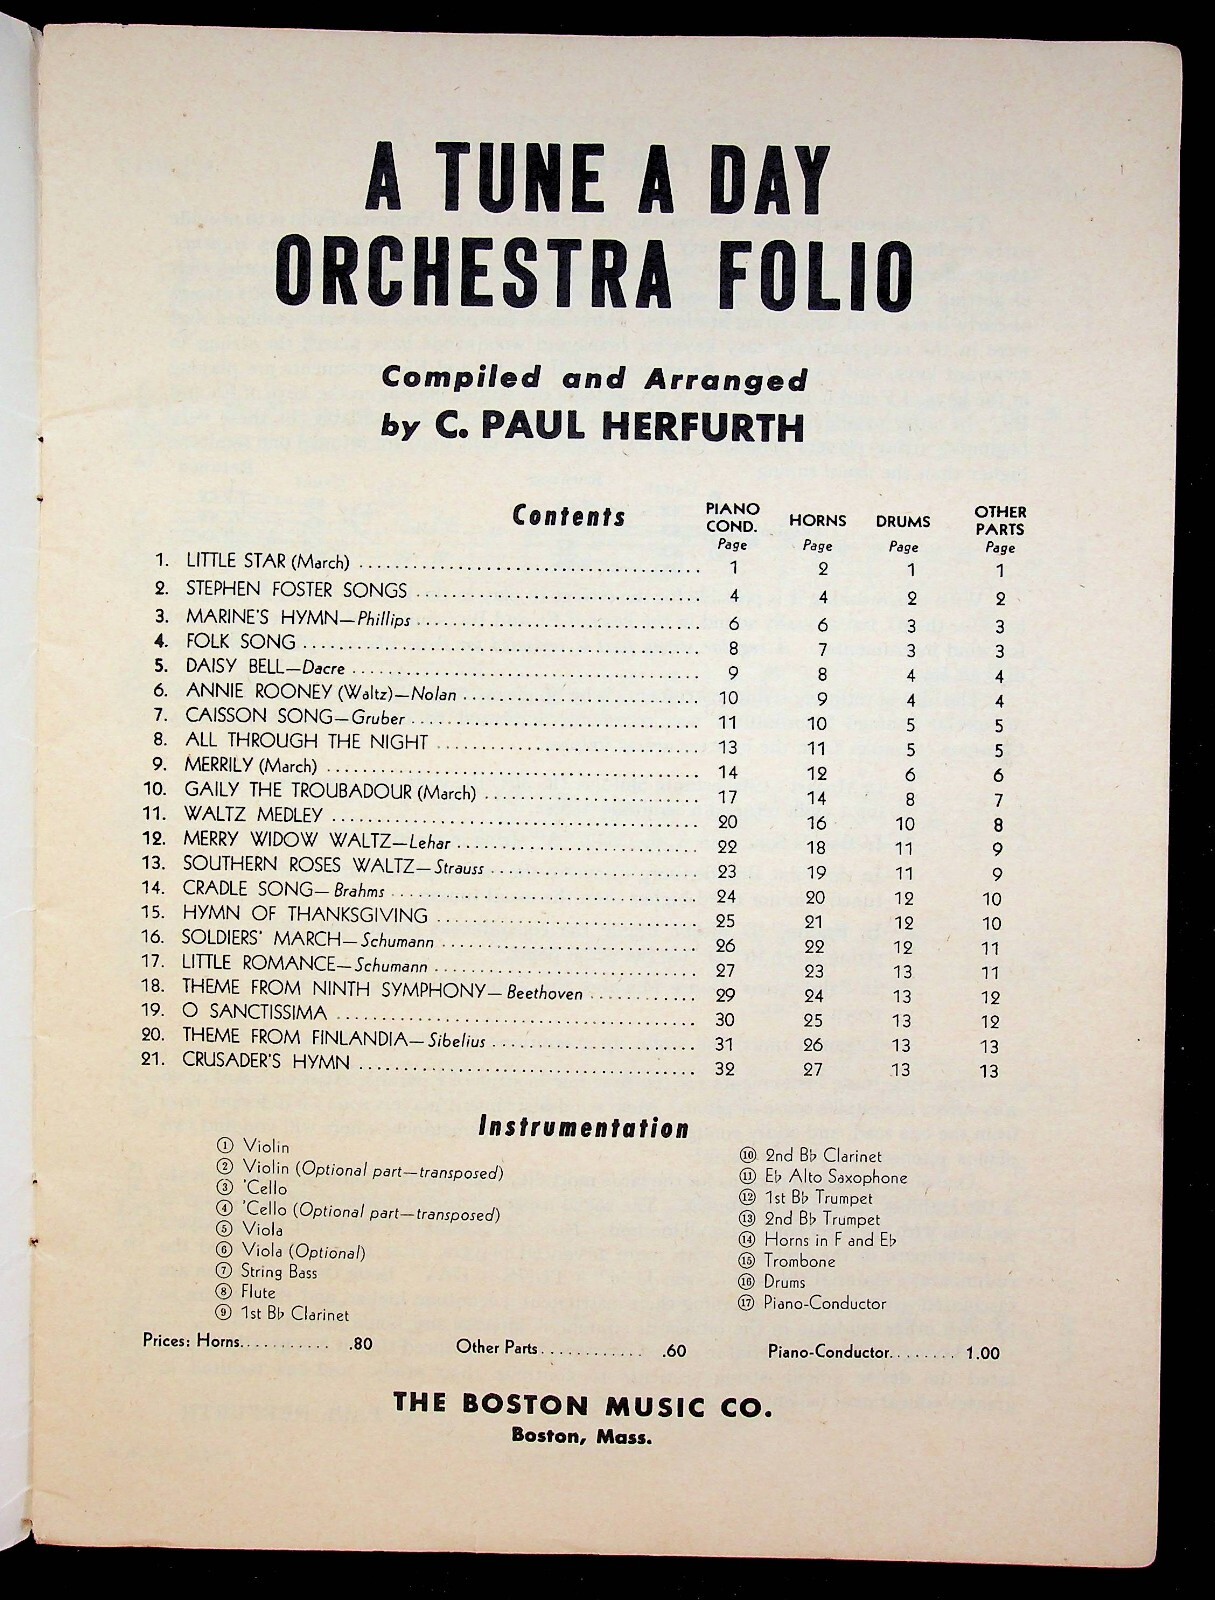 A TUNE A DAY
ORCHESTRA FOLIO
Compiled and Arranged
by C. PAUL HERFURTH
Contents PIANO COND. HORNS DRUMS OTHER PARTS
Page Page Page Page
1. LITTLE STAR (March) 1 2 1 1
2. STEPHEN FOSTER SONGS 4 4 2 2
3. MARINE'S HYMN—Phillips 6 6 3 3
4. FOLK SONG 8 7 3 3
5. DAISY BELL—Dacre 9 8 4 4
6. ANNIE ROONEY (Waltz)—Nolan 10 9 4 4
7. CAISSON SONG—Gruber 11 10 5 5
8. ALL THROUGH THE NIGHT 13 11 5 5
9. MERRILY (March) 14 12 6 6
10. GAILY THE TROUBADOUR (March) 17 14 8 7
11. WALTZ MEDLEY 20 16 10 8
12. MERRY WIDOW WALTZ—Lehar 22 18 11 9
13. SOUTHERN ROSES WALTZ—Strauss 23 19 11 9
14. CRADLE SONG—Brahms 24 20 12 10
15. HYMN OF THANKSGIVING 25 21 12 10
16. SOLDIERS' MARCH—Schumann 26 22 12 11
17. LITTLE ROMANCE—Schumann 27 23 13 11
18. THEME FROM NINTH SYMPHONY—Beethoven 29 24 13 12
19. O SANCTISSIMA 30 25 13 12
20. THEME FROM FINLANDIA—Sibelius 31 26 13 13
21. CRUSADER'S HYMN 32 27 13 13
Instrumentation
① Violin
② Violin (Optional part—transposed)
③ 'Cello
④ 'Cello (Optional part—transposed)
⑤ Viola
⑥ Viola (Optional)
⑦ String Bass
⑧ Flute
⑨ 1st B♭ Clarinet
⑩ 2nd B♭ Clarinet
⑪ E♭ Alto Saxophone
⑫ 1st B♭ Trumpet
⑬ 2nd B♭ Trumpet
⑭ Horns in F and E♭
⑮ Trombone
⑯ Drums
⑰ Piano-Conductor
Prices: Horns........... .80 Other Parts............ .60 Piano-Conductor........ 1.00
THE BOSTON MUSIC CO.
Boston, Mass.